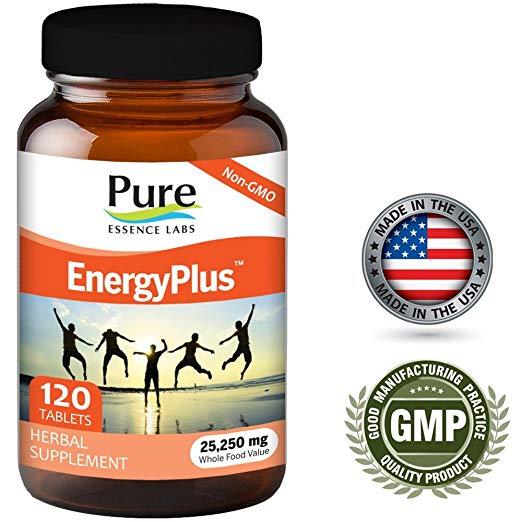 Non-GMO
Pure
ESSENCE LABS
EnergyPlus™
120
TABLETS
HERBAL
SUPPLEMENT
25,250 mg
Whole Food Value
MADE IN THE USA
MADE IN THE USA
GOOD MANUFACTURING PRACTICE
GMP
QUALITY PRODUCT